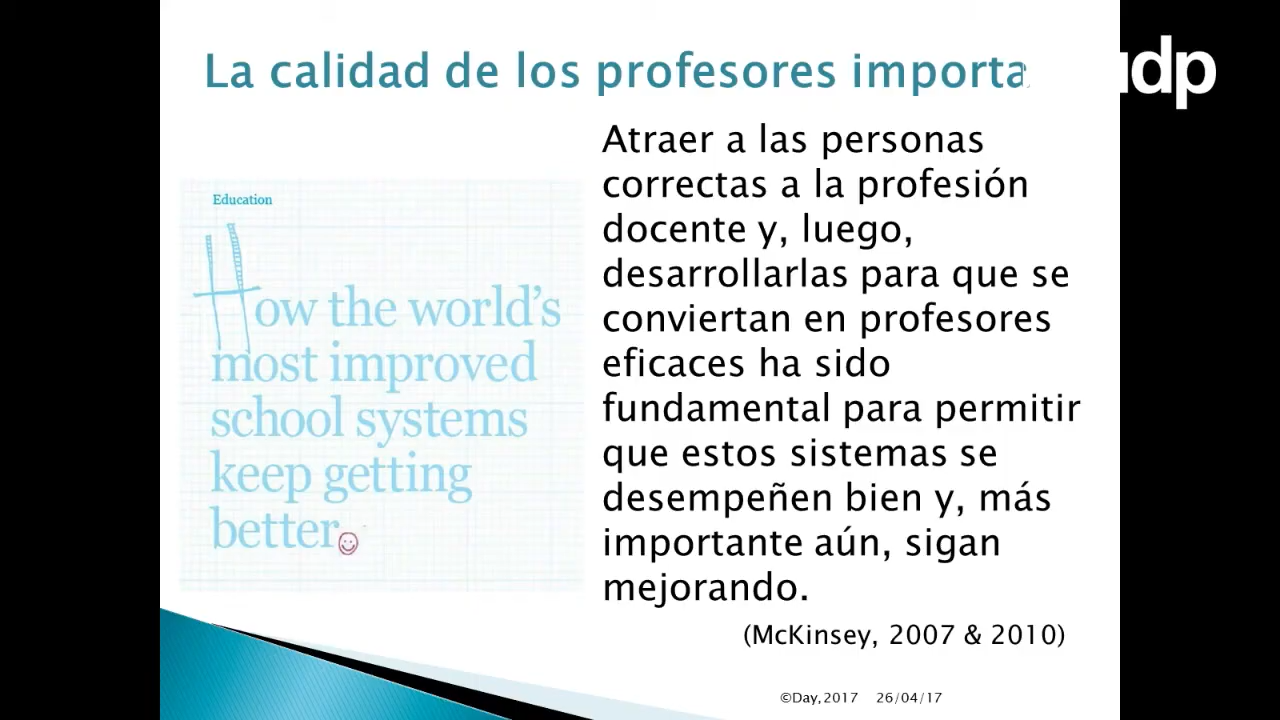 La calidad de los profesores importa
udp
Atraer a las personas
correctas a la profesión
docente y, luego,
desarrollarlas para que se
conviertan en profesores
eficaces ha sido
fundamental para permitir
que estos sistemas se
desempeñen bien y, más
importante aún, sigan
mejorando.
(McKinsey, 2007 & 2010)
Education
How the world’s
most improved
school systems
keep getting
better
©Day, 2017 26/04/17